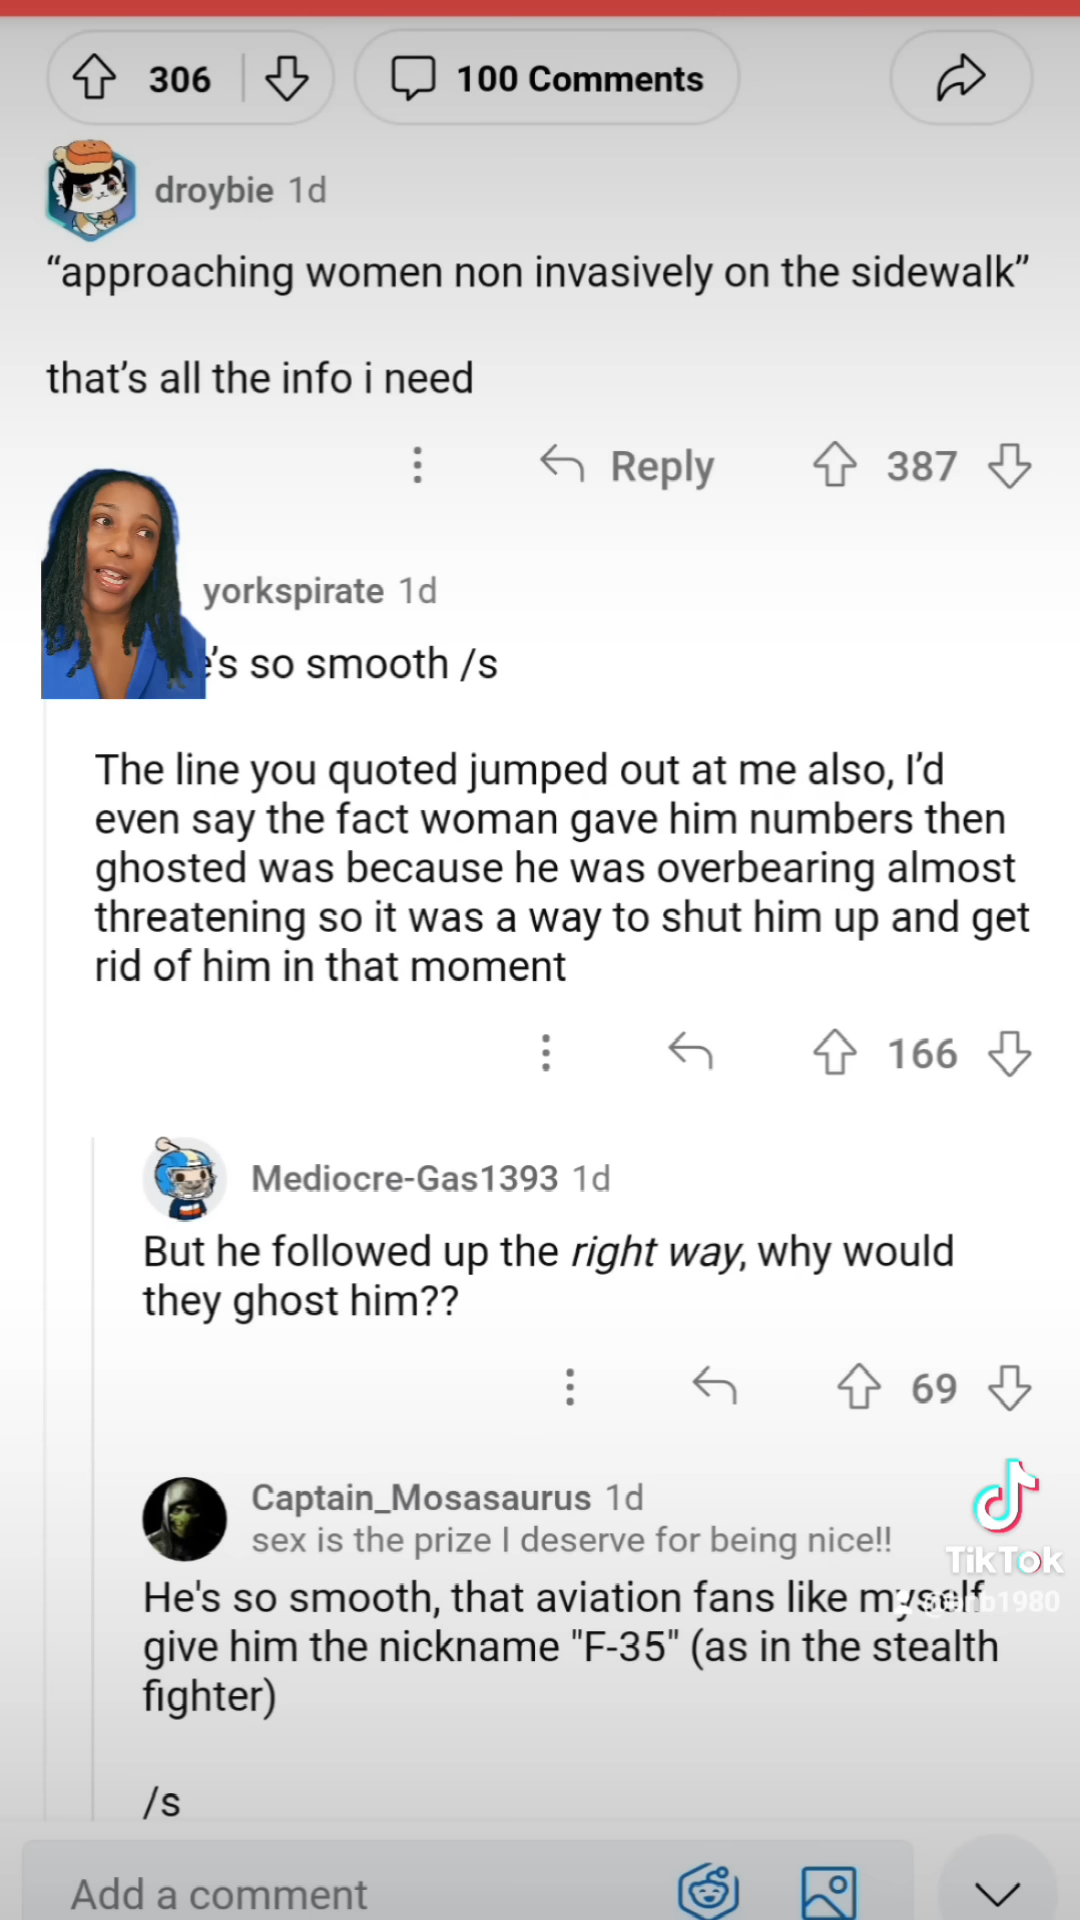 306
100 Comments
droybie 1d
“approaching women non invasively on the sidewalk”
that’s all the info i need
Reply
387
yorkspirate 1d
’s so smooth /s
The line you quoted jumped out at me also, I’d
even say the fact woman gave him numbers then
ghosted was because he was overbearing almost
threatening so it was a way to shut him up and get
rid of him in that moment
166
Mediocre-Gas1393 1d
But he followed up the right way, why would
they ghost him??
69
Captain_Mosasaurus 1d
sex is the prize I deserve for being nice!!
TikTok
He's so smooth, that aviation fans like myself
give him the nickname "F-35" (as in the stealth
fighter)
/s
Add a comment